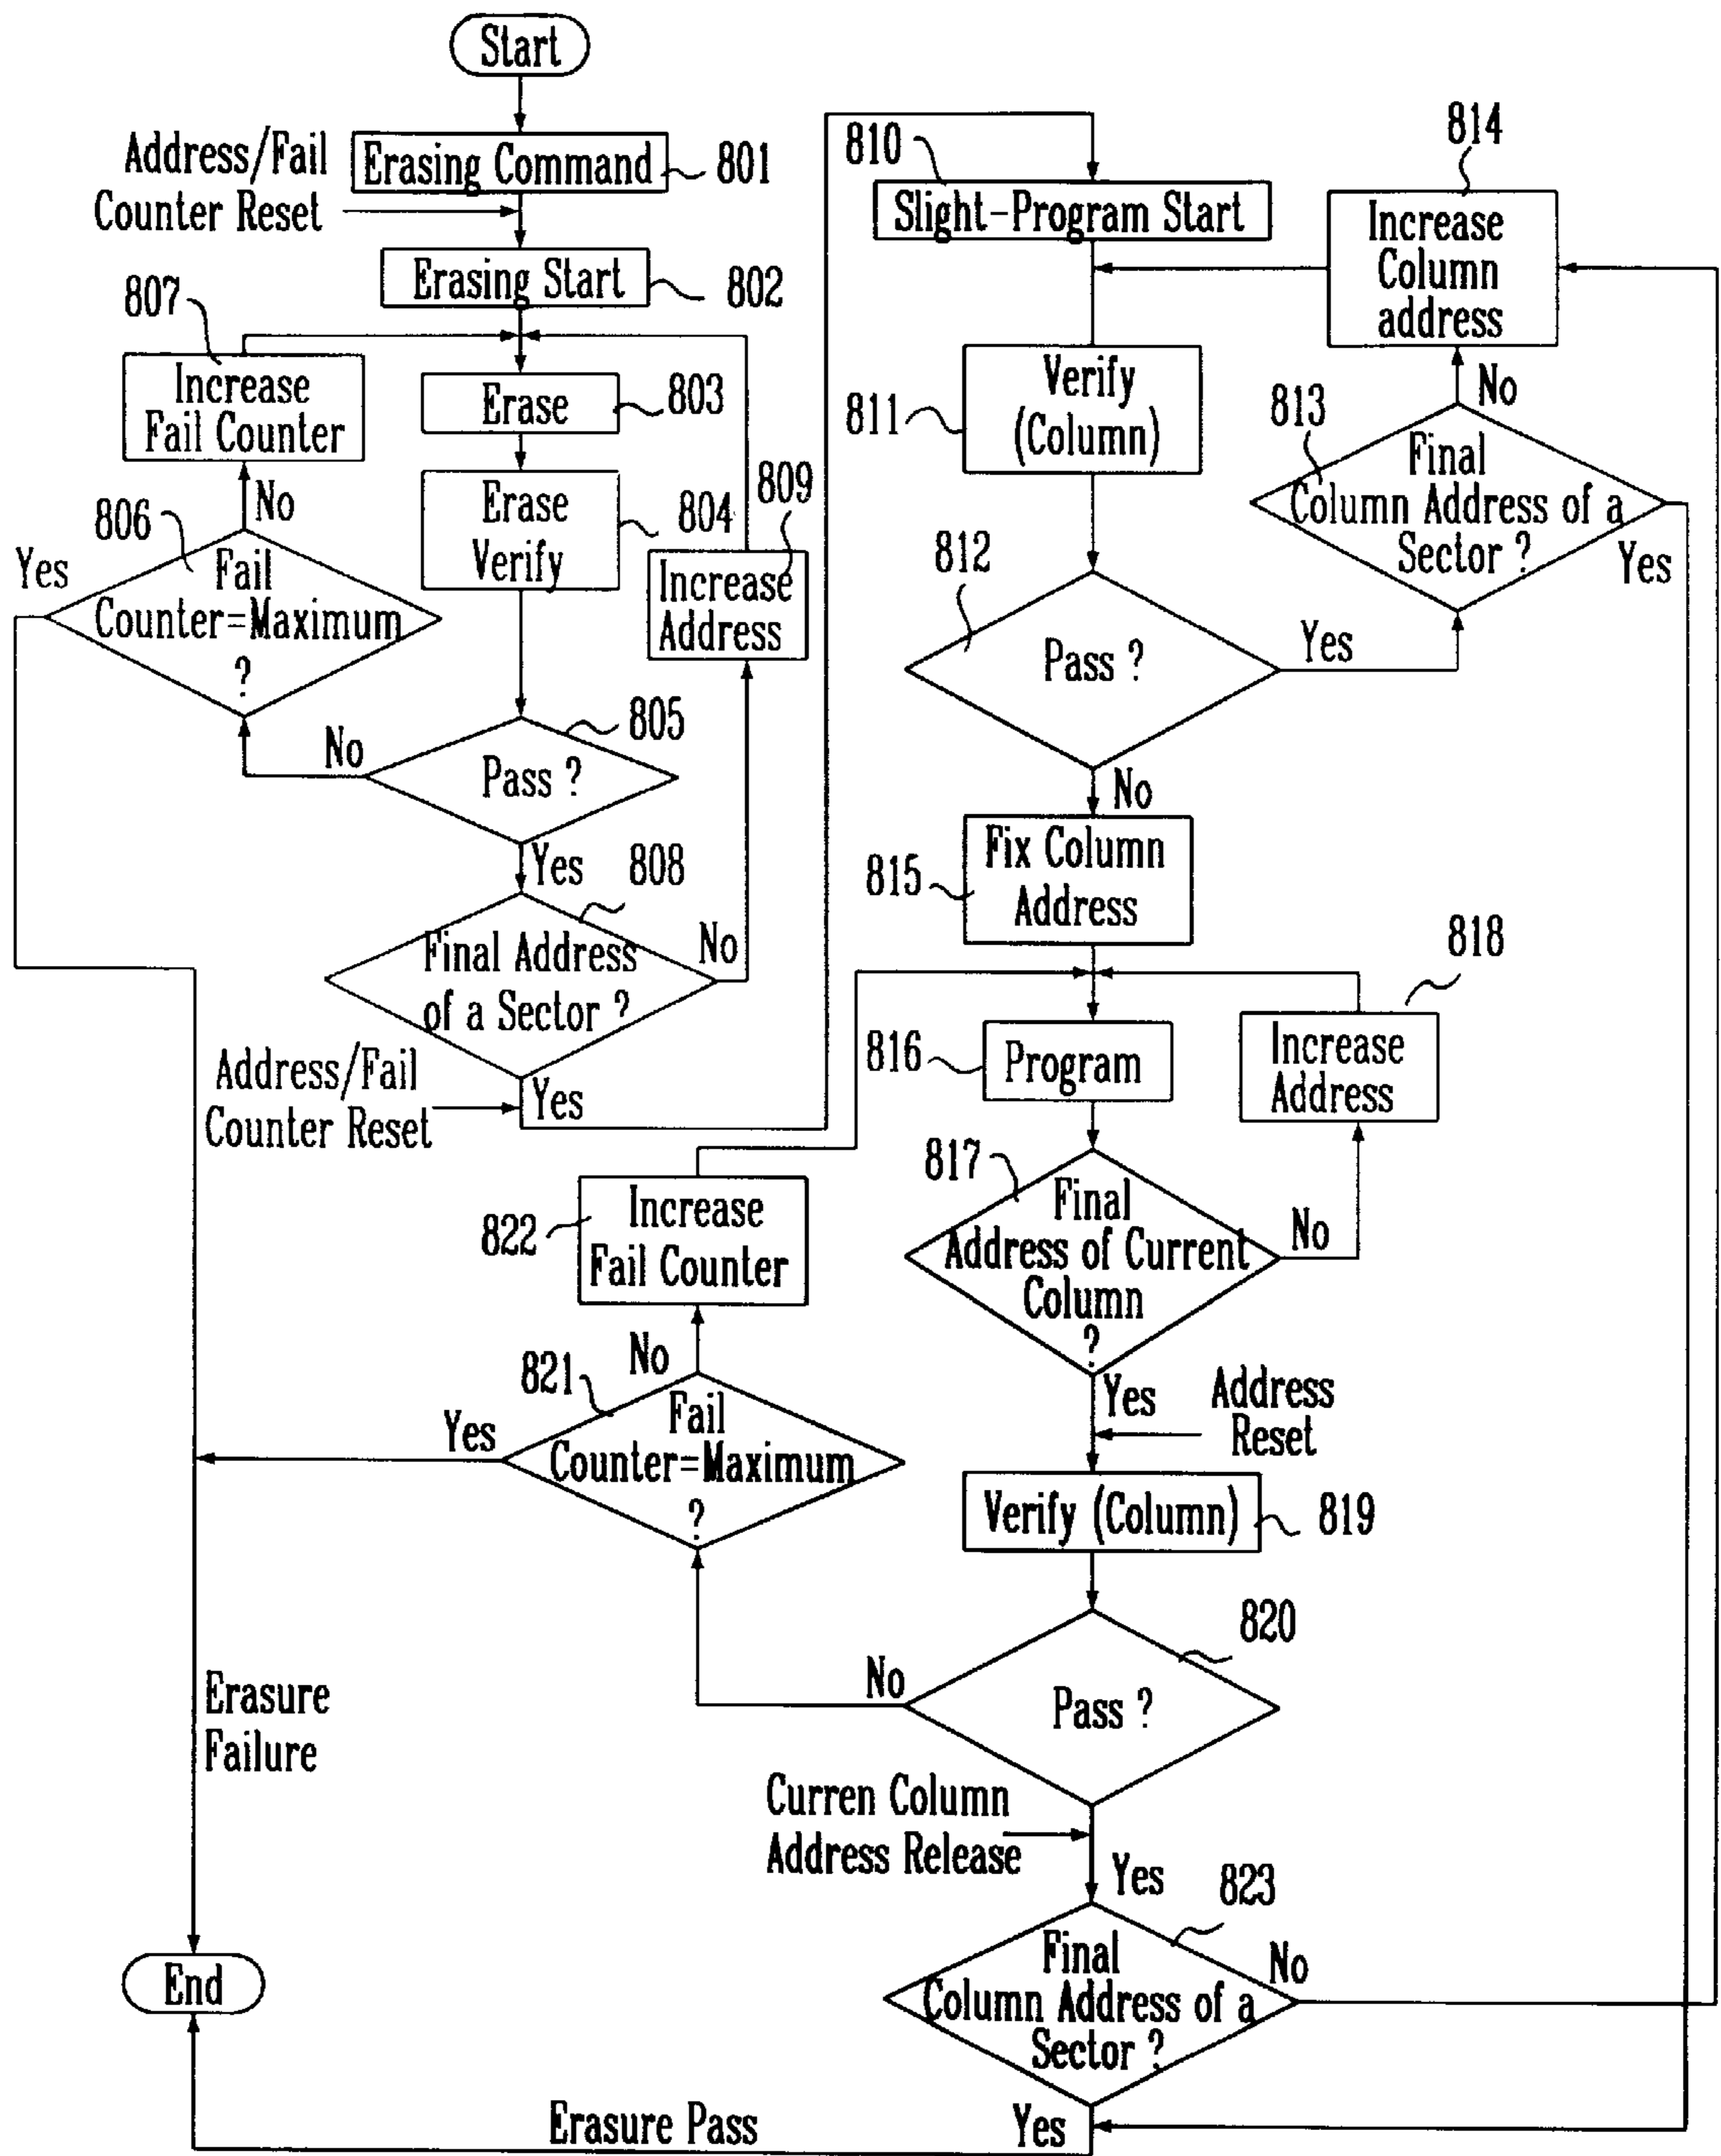 Start
Address/Fail
Counter Reset
Erasing Command
801
Erasing Start
802
807
Increase
Fail Counter
Erase
803
Erase
Verify
804
809
Increase
Address
806
No
Yes
Fail
Counter=Maximum
?
805
No
Pass ?
Yes
808
Final Address
of a Sector ?
No
Address/Fail
Counter Reset
Yes
810
Slight-Program Start
814
Increase
Column
address
811
Verify
(Column)
813
No
Final
Column Address of a
Sector ?
Yes
812
Pass ?
Yes
No
815
Fix Column
Address
818
816
Program
Increase
Address
817
Final
Address of Current
Column
?
No
Yes
Address
Reset
822
Increase
Fail Counter
821
No
Yes
Fail
Counter=Maximum
?
Verify (Column)
819
820
No
Pass ?
Erasure
Failure
Curren Column
Address Release
Yes
823
Final
Column Address of a
Sector ?
No
End
Erasure Pass
Yes